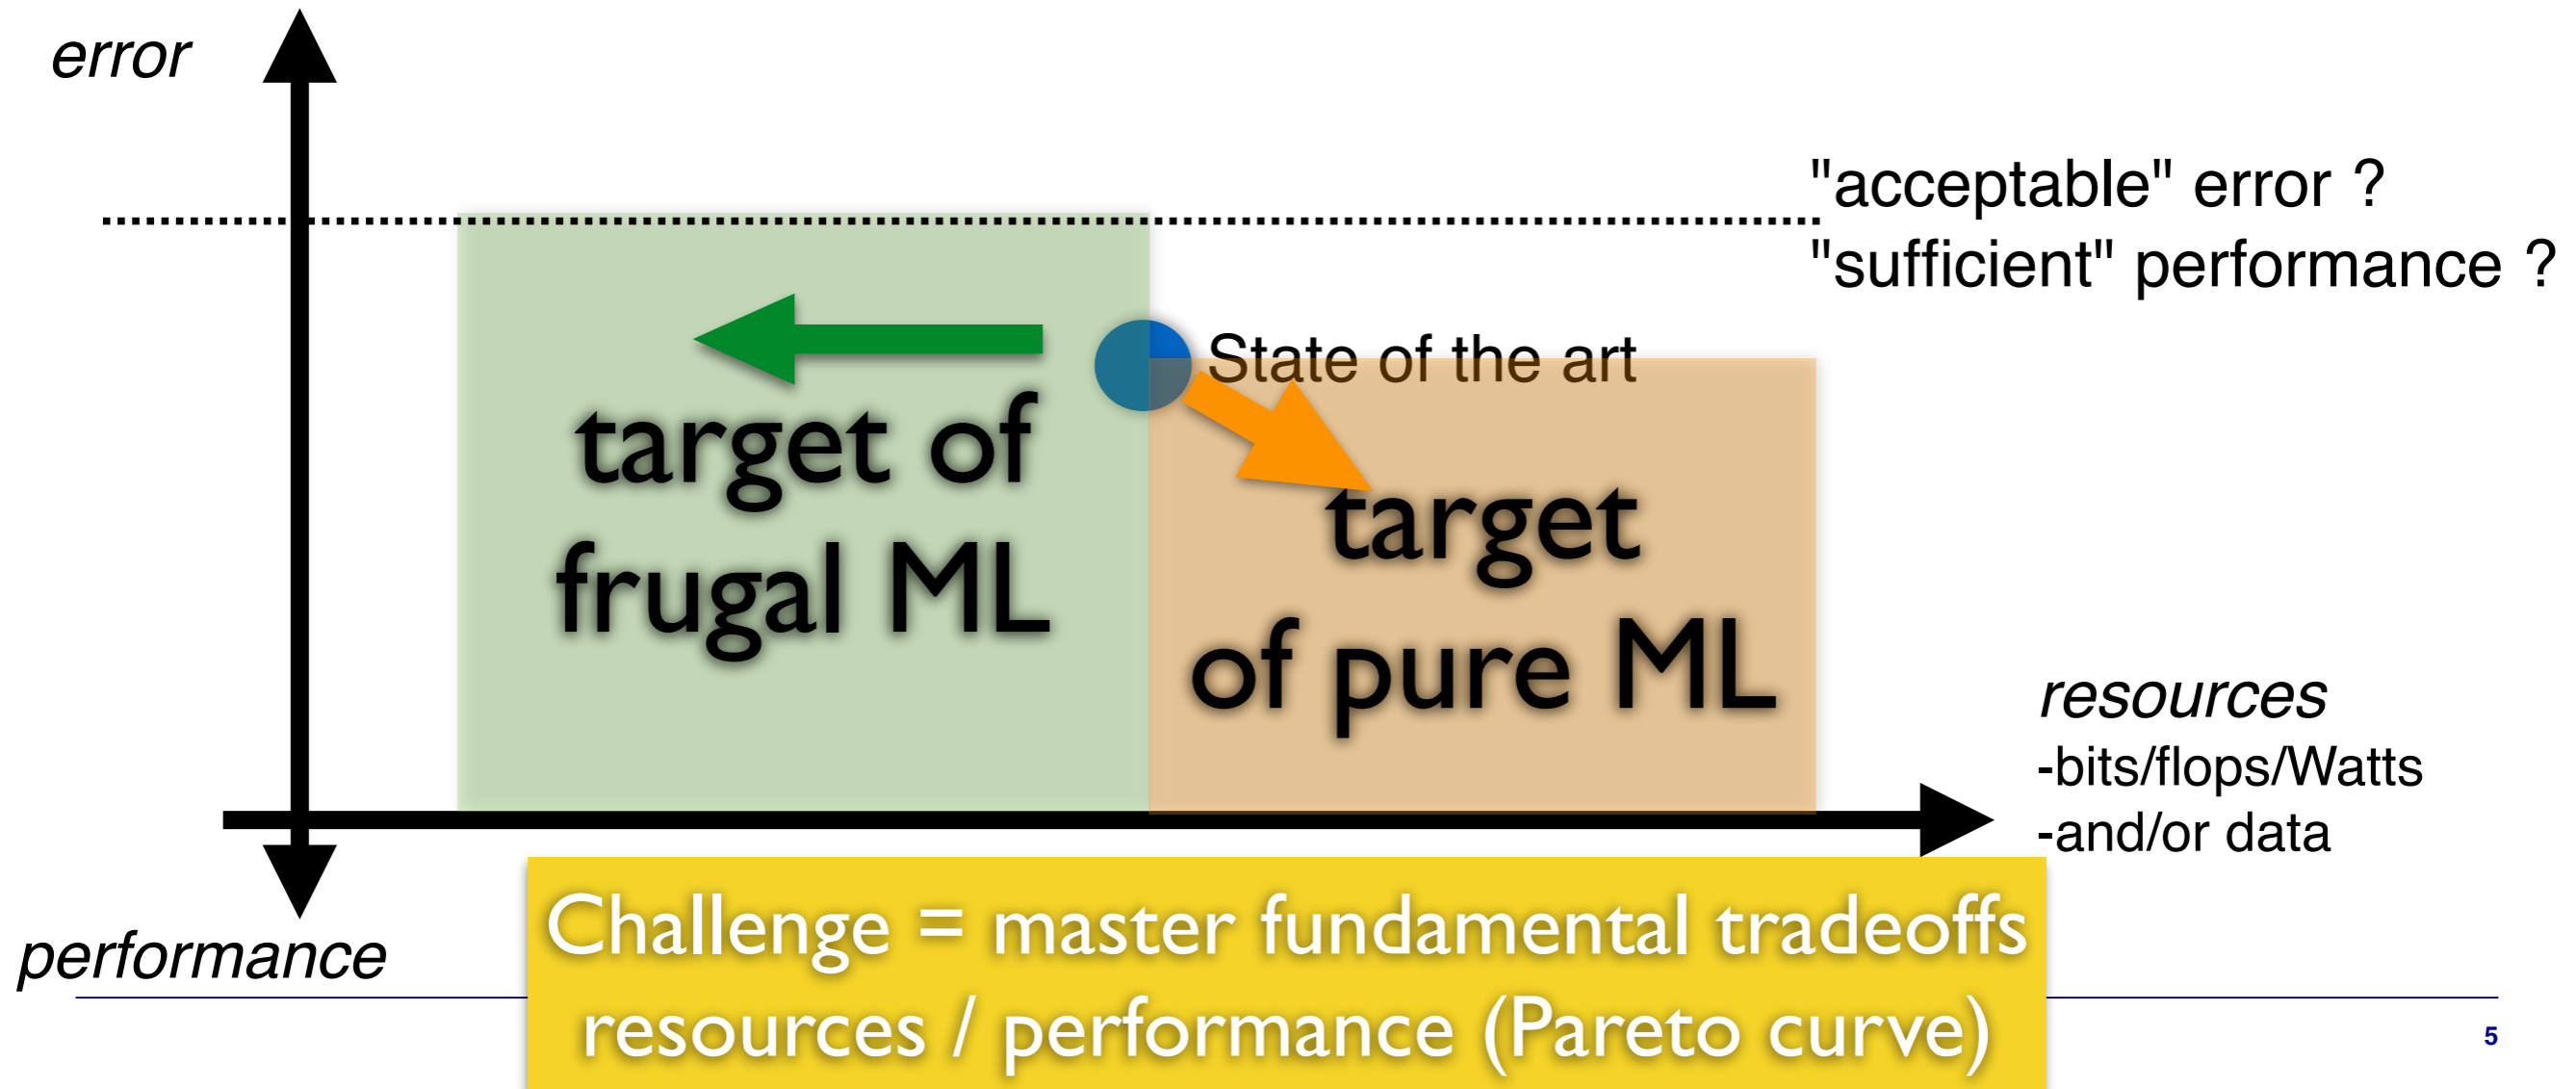 error
"acceptable" error ?
"sufficient" performance ?
State of the art
target of
frugal ML
target
of pure ML
resources
-bits/flops/Watts
-and/or data
performance
Challenge = master fundamental tradeoffs
resources / performance (Pareto curve)
5